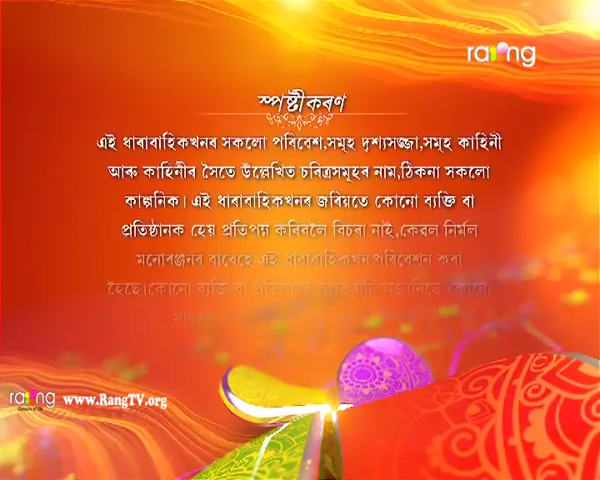 rang
স্পষ্টীকৰণ
এই ধাৰাবাহিকখনৰ সকলো পৰিবেশ,সমূহ দৃশ্যসজ্জা,সমূহ কাহিনী
আৰু কাহিনীৰ সৈতে উল্লেখিত চৰিত্ৰসমূহৰ নাম,ঠিকনা সকলো
কাল্পনিক। এই ধাৰাবাহিকখনৰ জৰিয়তে কোনো ব্যক্তি বা
প্ৰতিষ্ঠানক হেয় প্ৰতিপন্ন কৰিবলৈ বিচৰা নাই,কেৱল নিৰ্মল
মনোৰঞ্জনৰ বাবেহে এই ধাৰাবাহিকখন পৰিবেশন কৰা
হৈছে।কোনো ব্যক্তি বা
rang www.RangTV.org